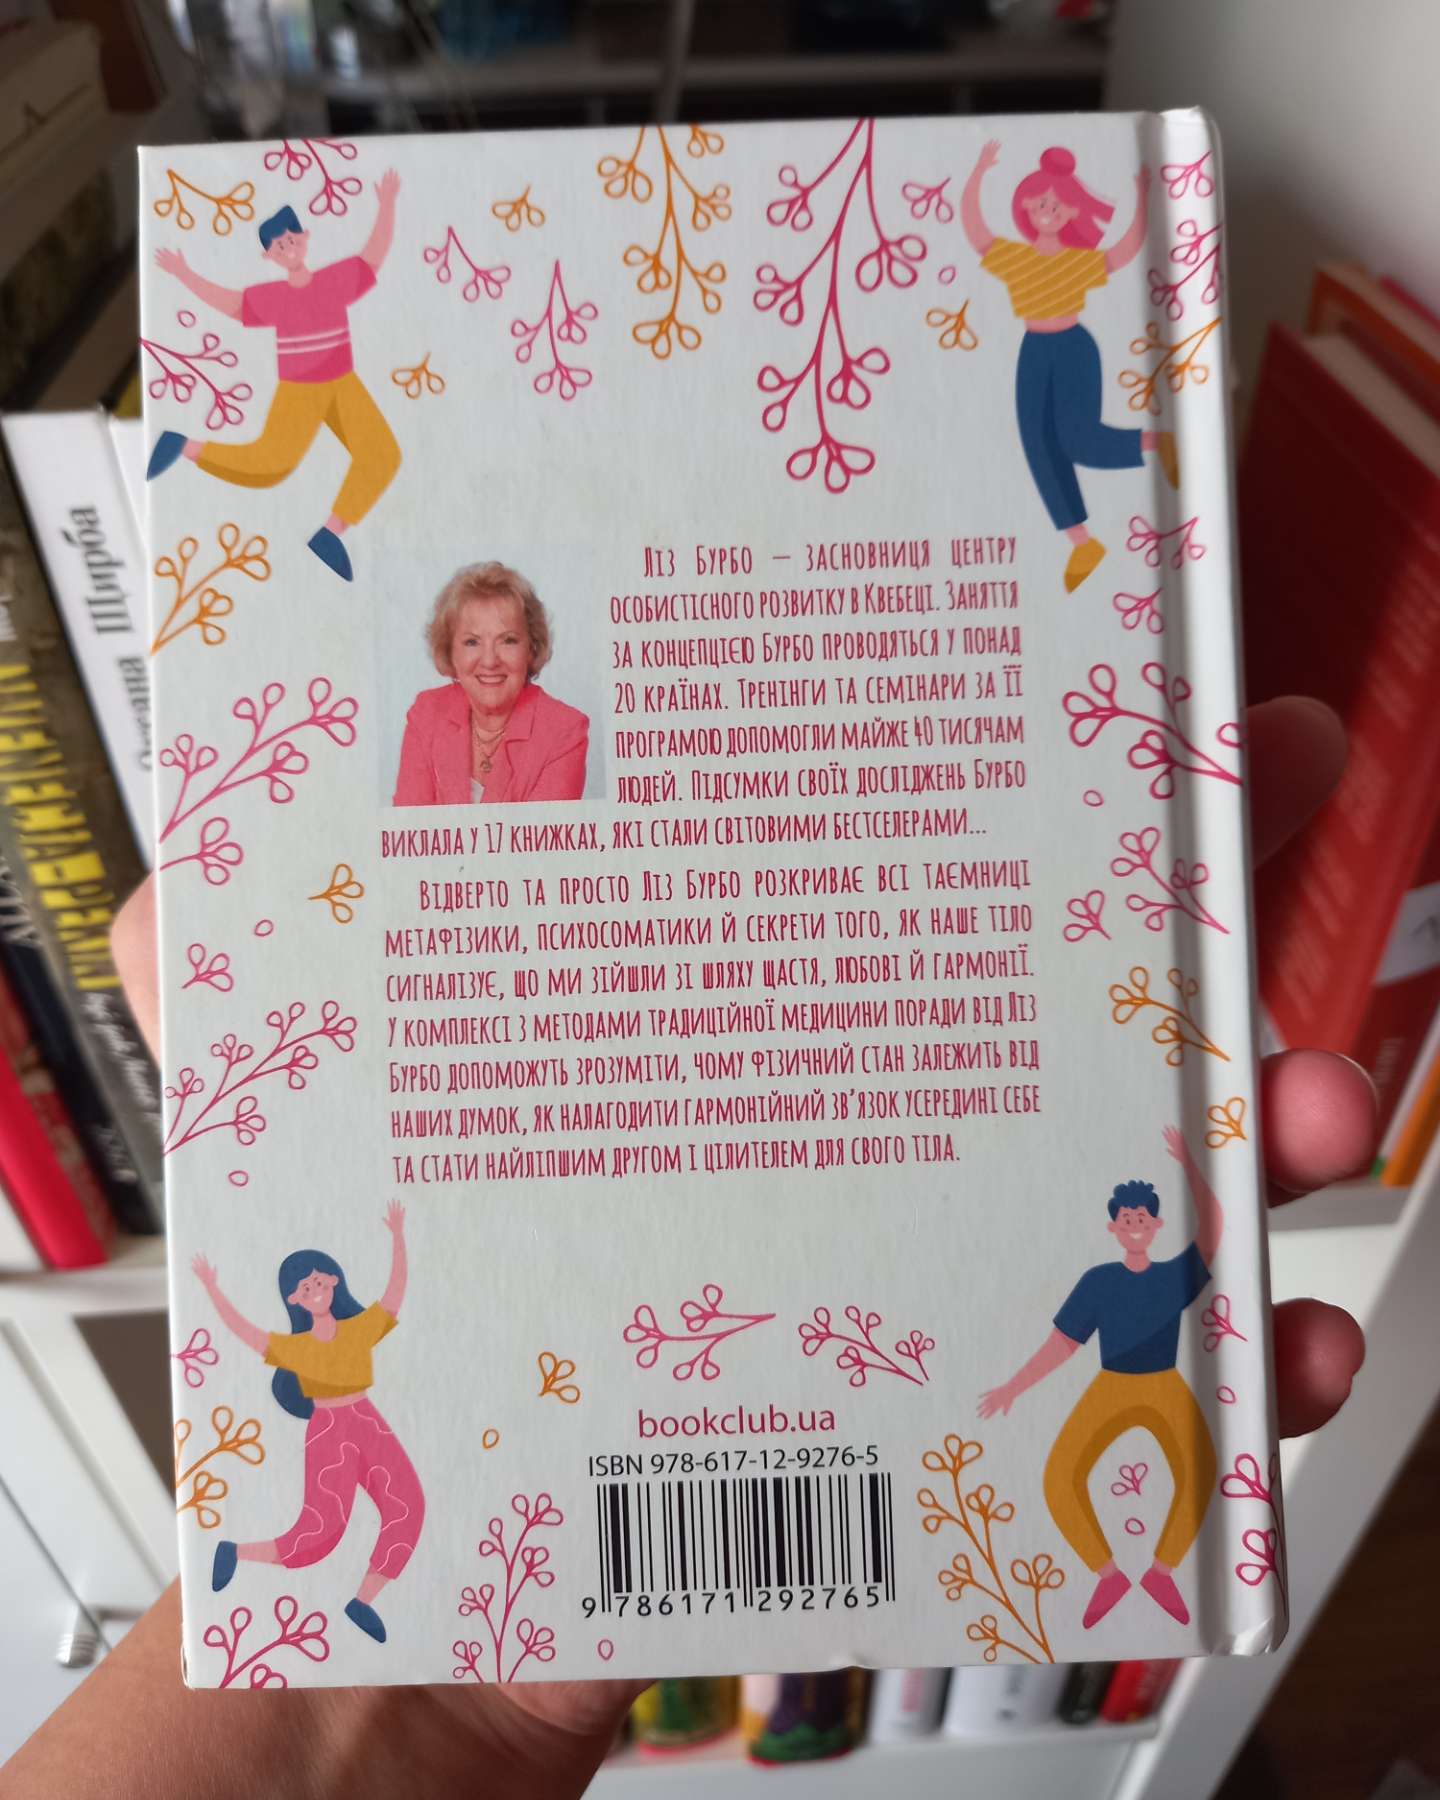 Ліз Бурбо — засновниця центру
особистісного розвитку в Квебеці. Заняття
за концепцією Бурбо проводяться у понад
20 країнах. Тренінги та семінари за її
програмою допомогли майже 40 тисячам
людей. Підсумки своїх досліджень Бурбо
виклала у 17 книжках, які стали світовими бестселерами...
Відверто та просто Ліз Бурбо розкриває всі таємниці
метафізики, психосоматики й секрети того, як наше тіло
сигналізує, що ми зійшли зі шляху щастя, любові й гармонії.
У комплексі з методами традиційної медицини поради від Ліз
Бурбо допоможуть зрозуміти, чому фізичний стан залежить від
наших думок, як налагодити гармонійний зв’язок усередині себе
та стати найліпшим другом і цілителем для свого тіла.
bookclub.ua
ISBN 978-617-12-9276-5
9 786171 292765
Оксана Щирба